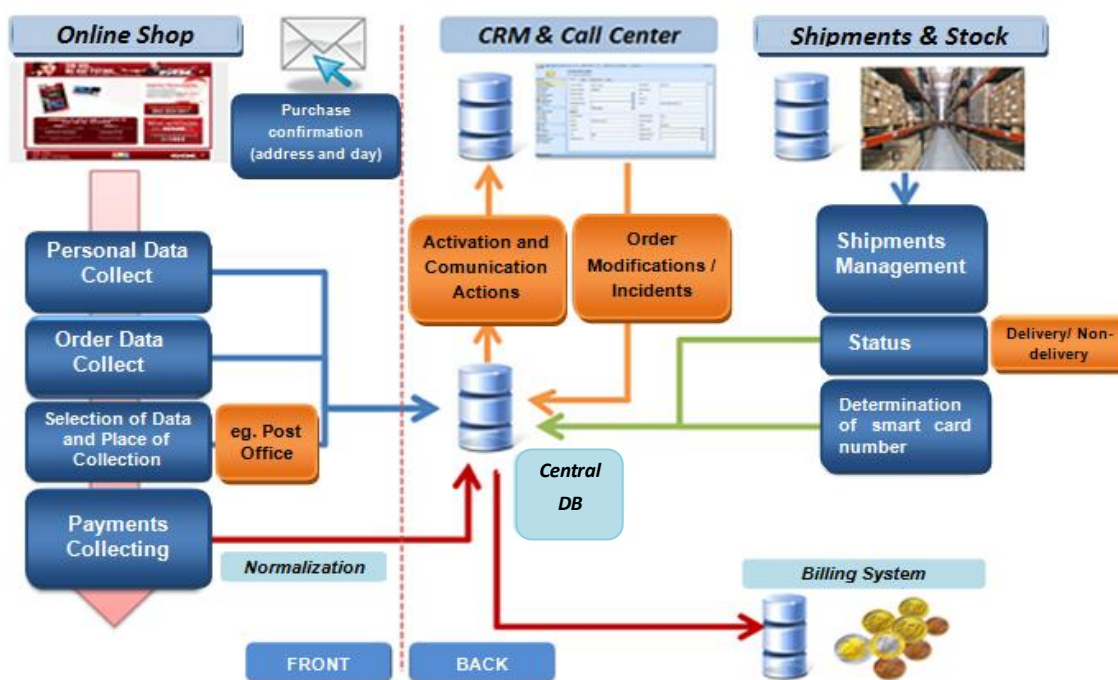 Online Shop
Purchase
confirmation
(address and day)
CRM & Call Center
Shipments & Stock
Personal Data
Collect
Order Data
Collect
Selection of Data
and Place of
Collection
eg. Post
Office
Payments
Collecting
Normalization
Activation and
Comunication
Actions
Order
Modifications /
Incidents
Central
DB
Shipments
Management
Status
Delivery/ Non-
delivery
Determination
of smart card
number
Billing System
FRONT
BACK